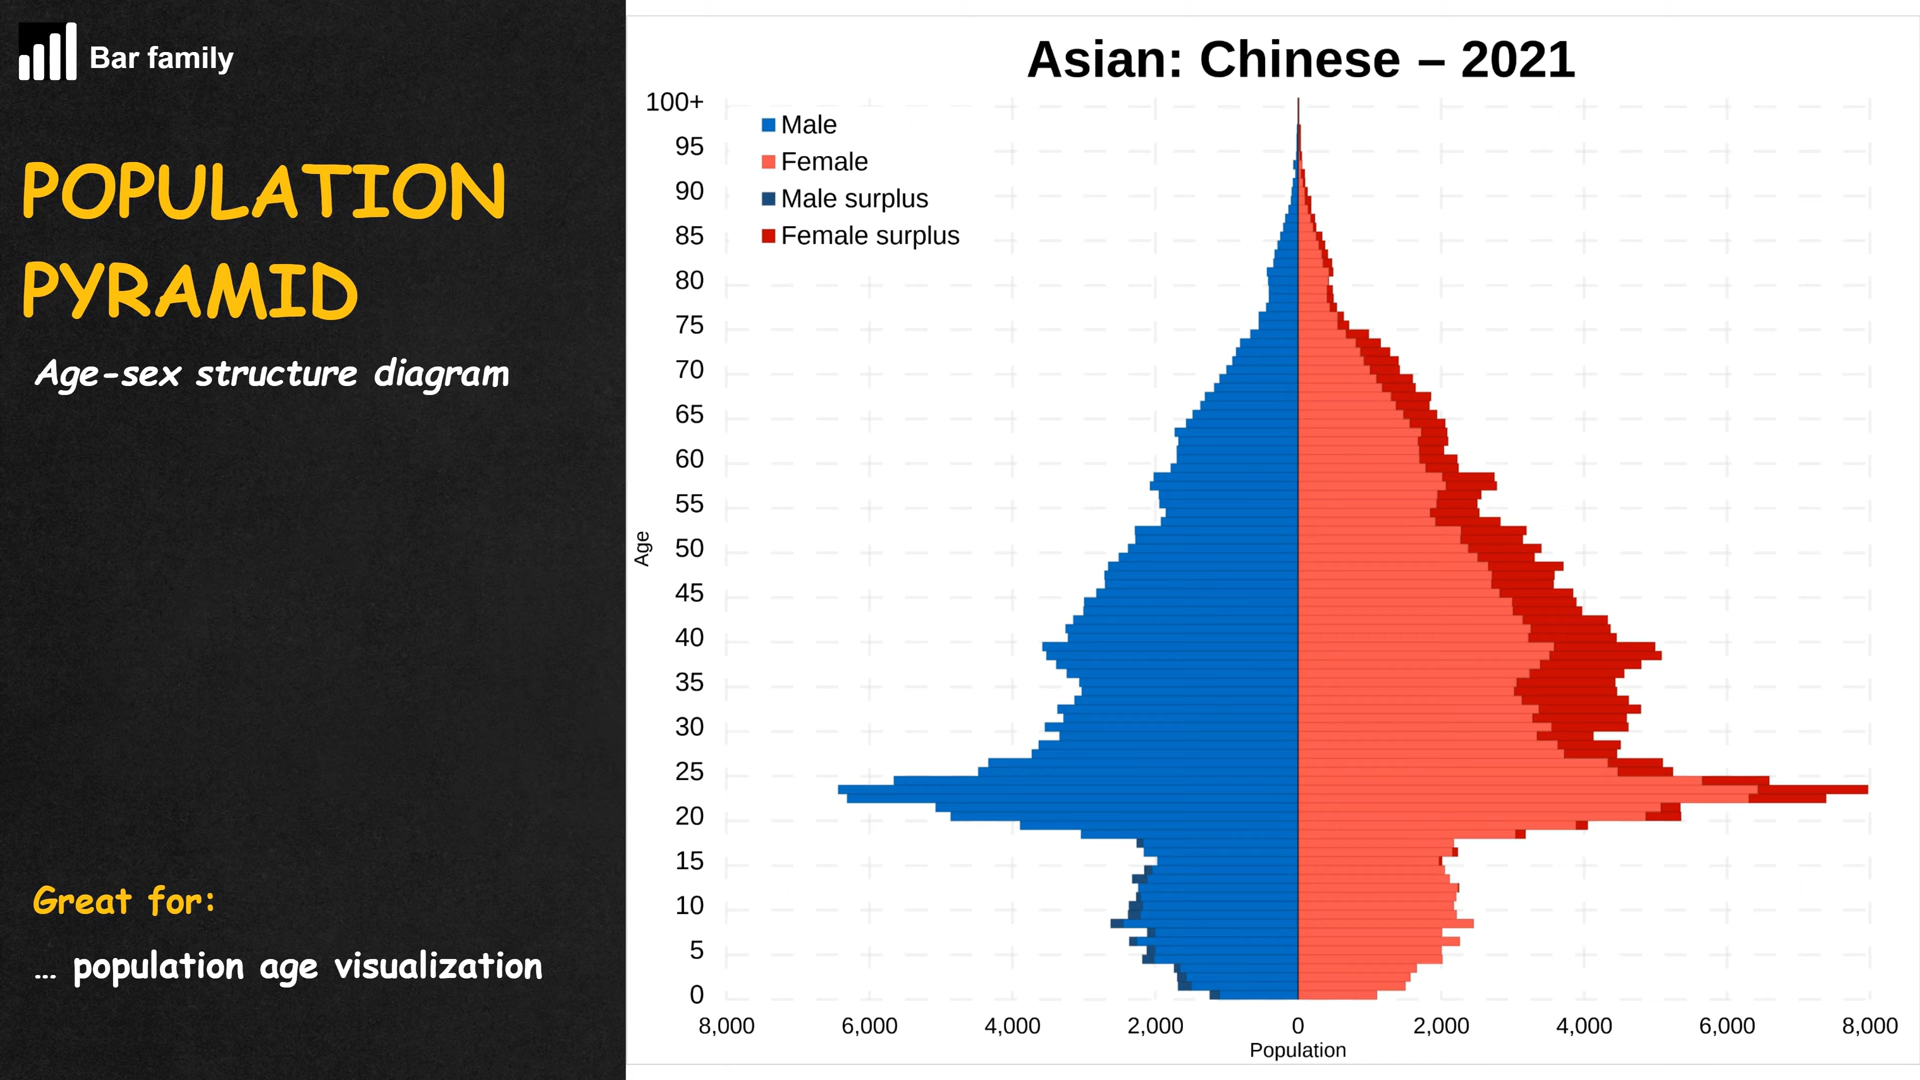 Bar family
POPULATION
PYRAMID
Age-sex structure diagram
Great for:
... population age visualization
Asian: Chinese – 2021
Male
Female
Male surplus
Female surplus
100+
95
90
85
80
75
70
65
60
55
50
45
40
35
30
25
20
15
10
5
0
Age
8,000 6,000 4,000 2,000 0 2,000 4,000 6,000 8,000
Population